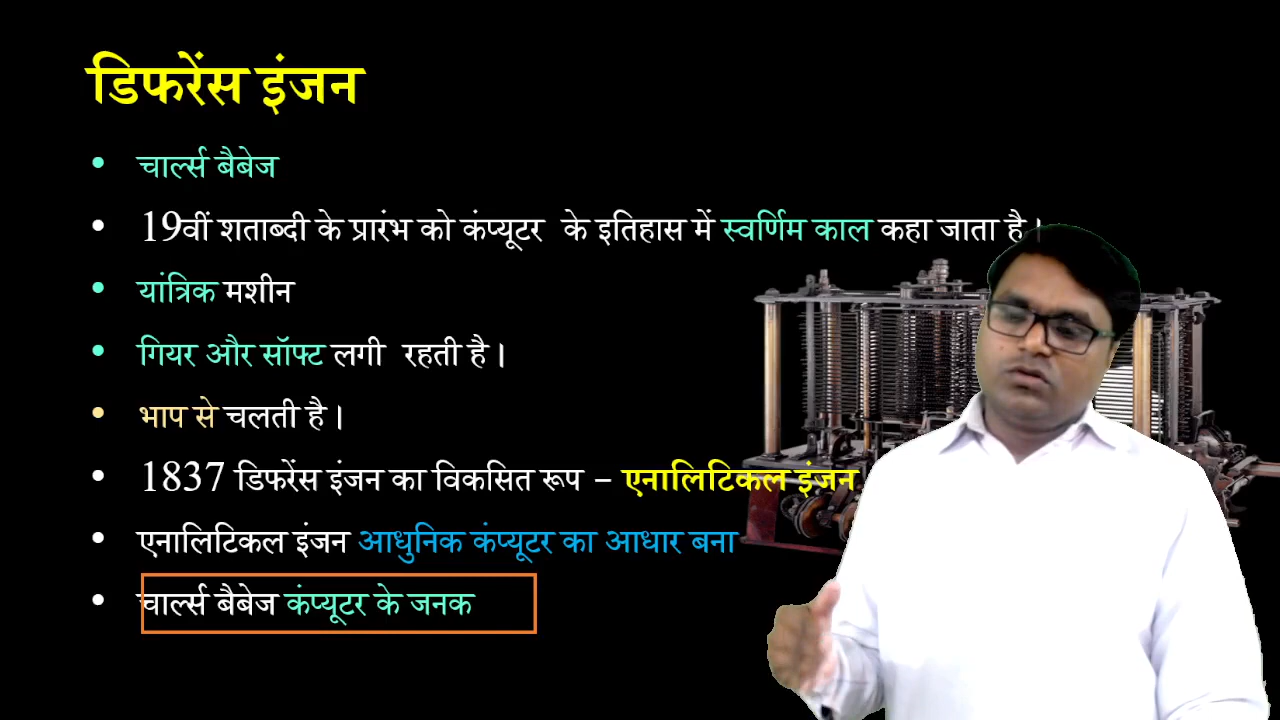 डिफरेंस इंजन
• चार्ल्स बैबेज
• 19वीं शताब्दी के प्रारंभ को कंप्यूटर के इतिहास में स्वर्णिम काल कहा जाता है।
• यांत्रिक मशीन
• गियर और सॉफ्ट लगी रहती है।
• भाप से चलती है।
• 1837 डिफरेंस इंजन का विकसित रूप – एनालिटिकल इंजन
• एनालिटिकल इंजन आधुनिक कंप्यूटर का आधार बना
• चार्ल्स बैबेज कंप्यूटर के जनक